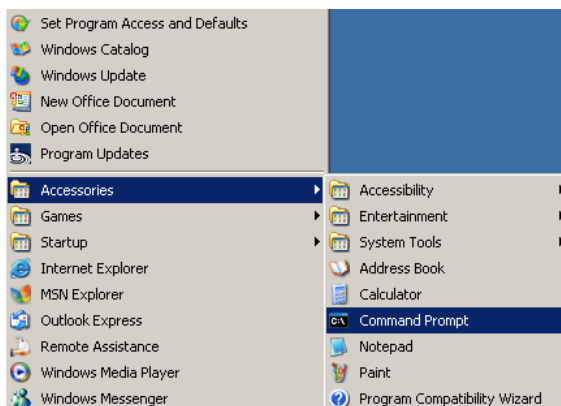 Set Program Access and Defaults
Windows Catalog
Windows Update
New Office Document
Open Office Document
Program Updates
Accessories
Games
Startup
Internet Explorer
MSN Explorer
Outlook Express
Remote Assistance
Windows Media Player
Windows Messenger
Accessibility
Entertainment
System Tools
Address Book
Calculator
C:\ Command Prompt
Notepad
Paint
Program Compatibility Wizard